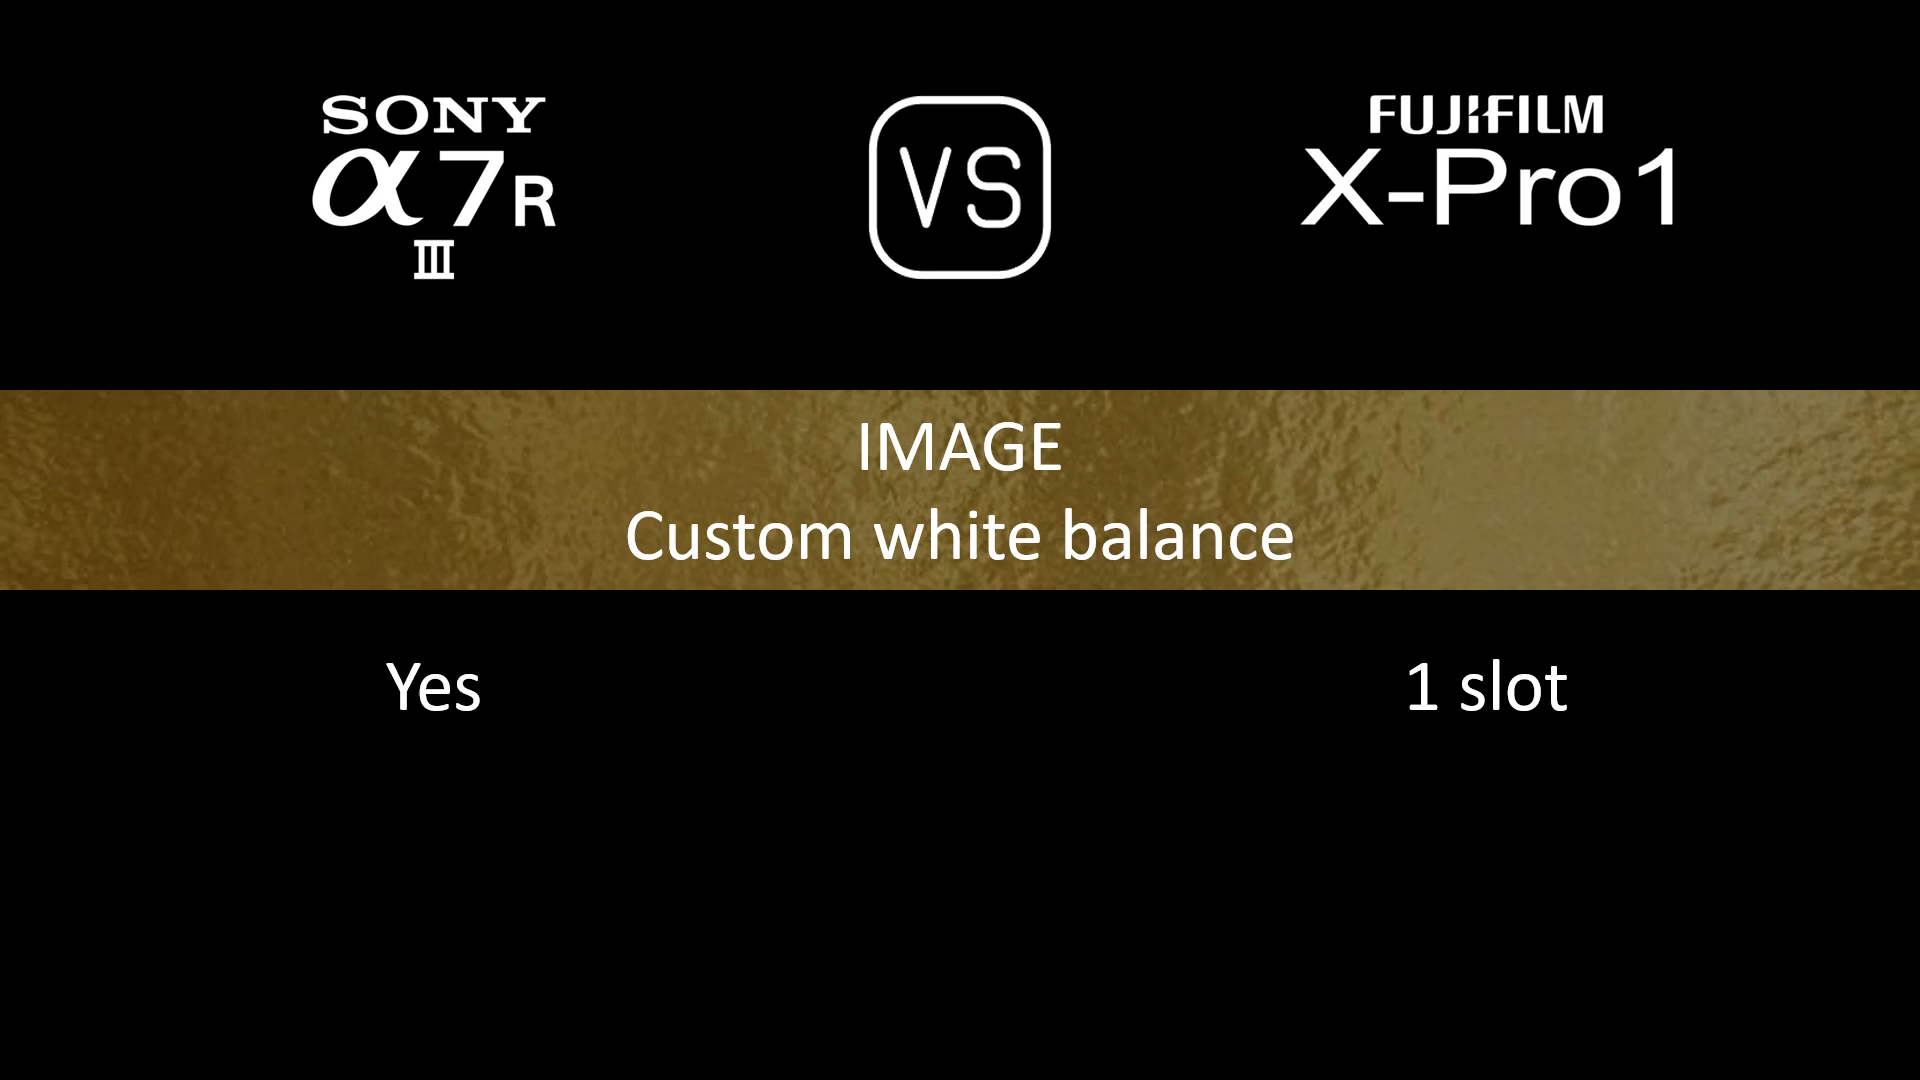 SONY
α7R
III
VS
FUJIFILM
X-Pro1
IMAGE
Custom white balance
Yes
1 slot